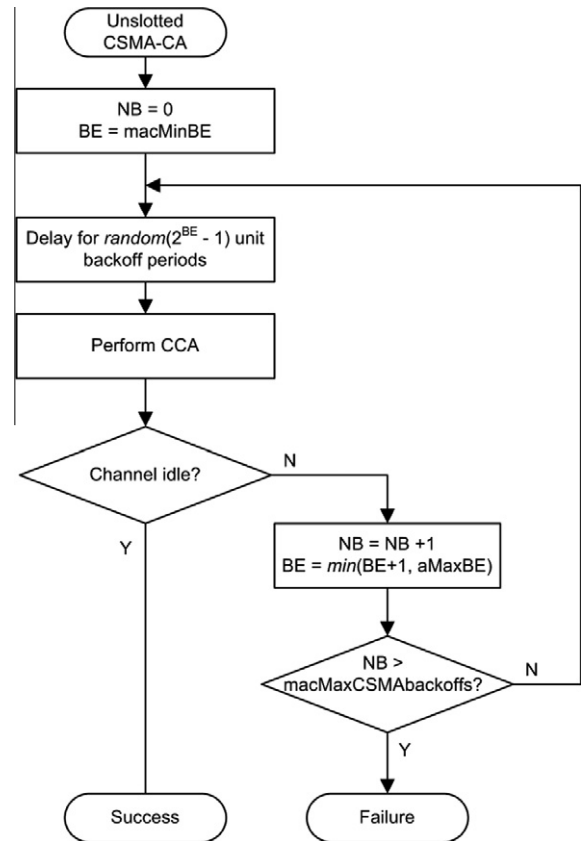 Unslotted
CSMA-CA
NB = 0
BE = macMinBE
Delay for random(2^BE - 1) unit
backoff periods
Perform CCA
Channel idle?
N
Y
NB = NB +1
BE = min(BE+1, aMaxBE)
NB >
macMaxCSMAbackoffs?
N
Y
Success
Failure